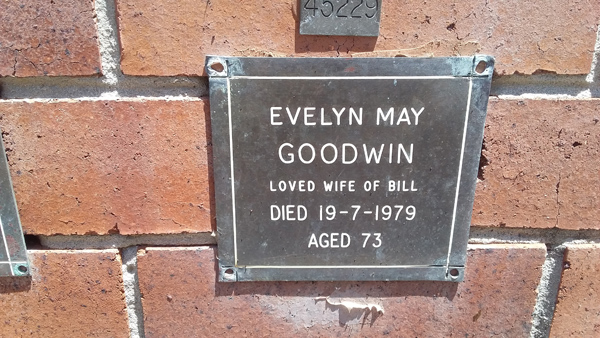 45229
EVELYN MAY
GOODWIN
LOVED WIFE OF BILL
DIED 19-7-1979
AGED 73